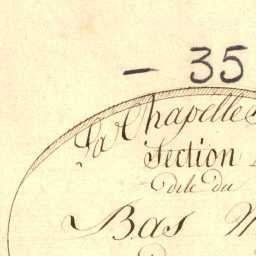 - 35
La Chapelle
Section
dite du
Bas